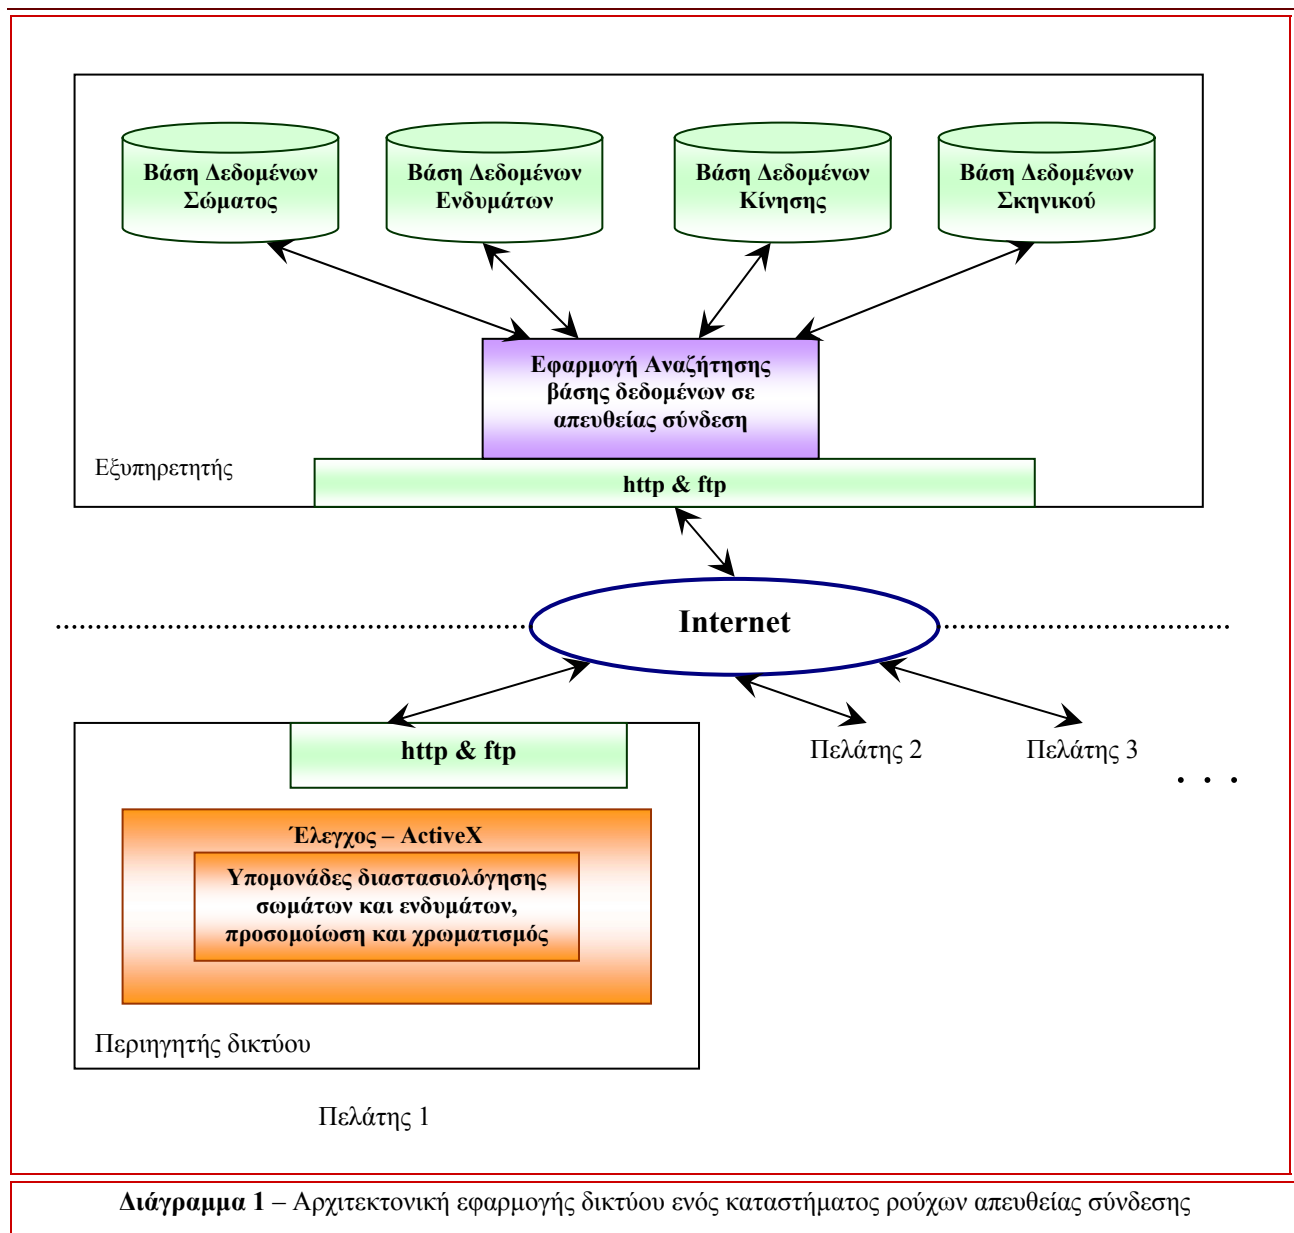 Βάση Δεδομένων
Σώματος
Βάση Δεδομένων
Ενδυμάτων
Βάση Δεδομένων
Κίνησης
Βάση Δεδομένων
Σκηνικού
Εφαρμογή Αναζήτησης
βάσης δεδομένων σε
απευθείας σύνδεση
Εξυπηρετητής
http & ftp
Internet
http & ftp
Πελάτης 2
Πελάτης 3
. . .
Έλεγχος – ActiveX
Υπομονάδες διαστασιολόγησης
σωμάτων και ενδυμάτων,
προσομοίωση και χρωματισμός
Περιηγητής δικτύου
Πελάτης 1
Διάγραμμα 1 – Αρχιτεκτονική εφαρμογής δικτύου ενός καταστήματος ρούχων απευθείας σύνδεσης